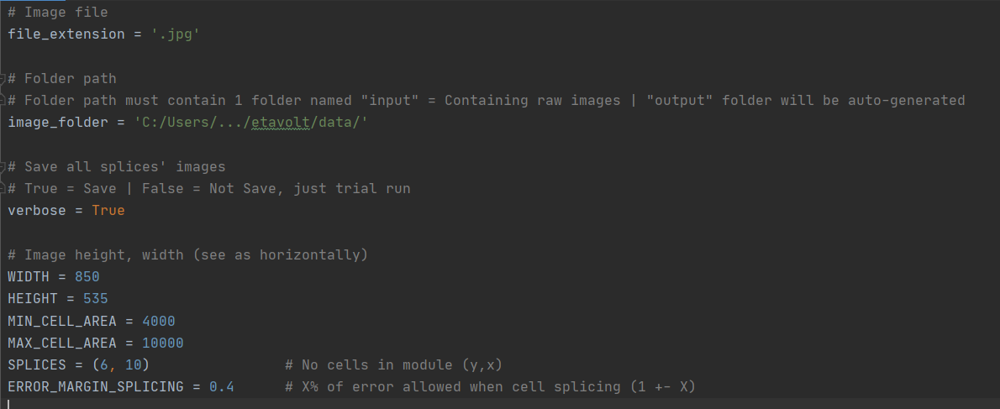 # Image file
file_extension = '.jpg'
# Folder path
# Folder path must contain 1 folder named "input" = Containing raw images | "output" folder will be auto-generated
image_folder = 'C:/Users/.../etavolt/data/'
# Save all splices' images
# True = Save | False = Not Save, just trial run
verbose = True
# Image height, width (see as horizontally)
WIDTH = 850
HEIGHT = 535
MIN_CELL_AREA = 4000
MAX_CELL_AREA = 10000
SPLICES = (6, 10)                # No cells in module (y,x)
ERROR_MARGIN_SPLICING = 0.4      # X% of error allowed when cell splicing (1 +- X)